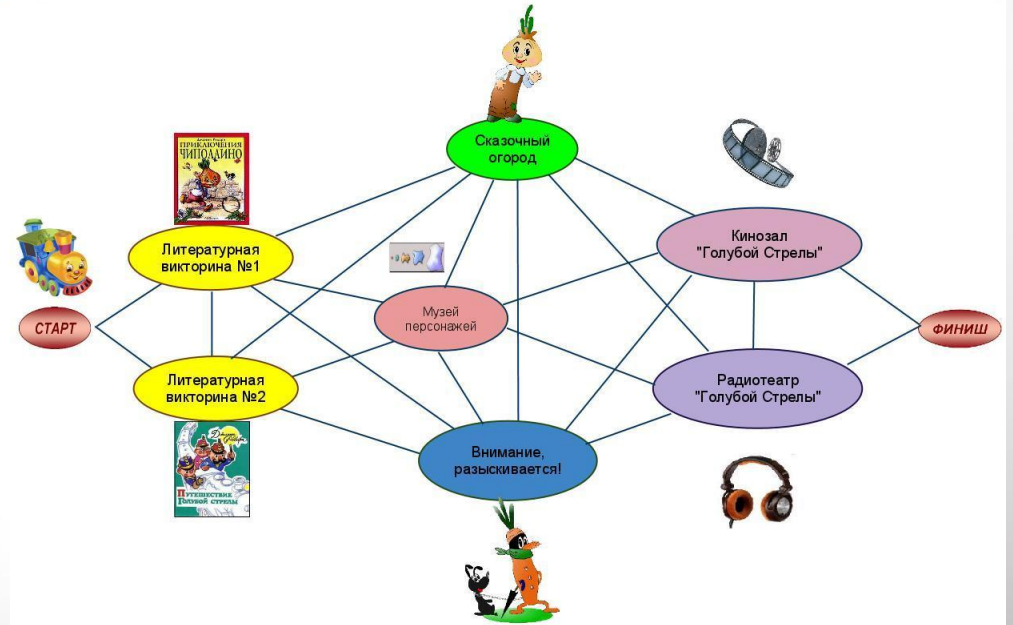 Сказочный
огород
ПРИКЛЮЧЕНИЯ
ЧИПОЛЛИНО
Литературная
викторина №1
Кинозал
"Голубой Стрелы"
Музей
персонажей
СТАРТ
ФИНИШ
Литературная
викторина №2
Радиотеатр
"Голубой Стрелы"
Внимание,
разыскивается!
ПУТЕШЕСТВИЕ
ГОЛУБОЙ СТРЕЛЫ